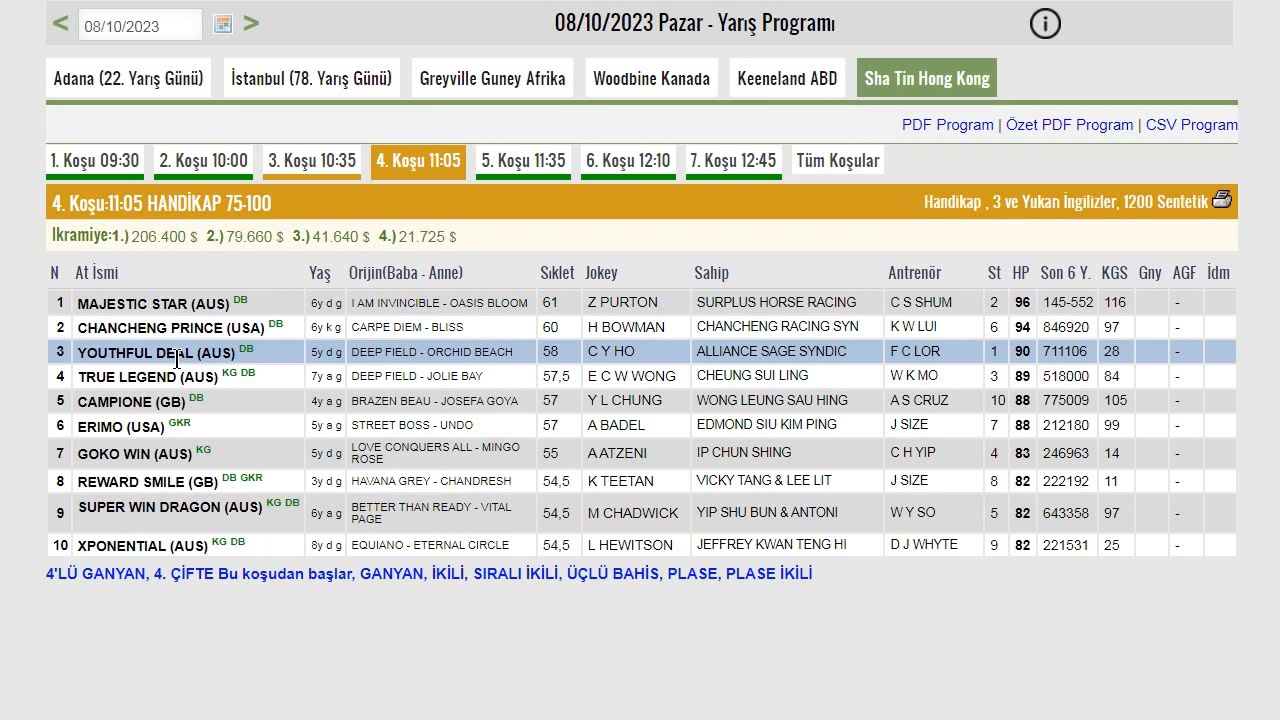 < 08/10/2023 > 08/10/2023 Pazar - Yarış Programı
Adana (22. Yarış Günü) İstanbul (78. Yarış Günü) Greyville Guney Afrika Woodbine Kanada Keeneland ABD Sha Tin Hong Kong
PDF Program | Özet PDF Program | CSV Program
1. Koşu 09:30 2. Koşu 10:00 3. Koşu 10:35 4. Koşu 11:05 5. Koşu 11:35 6. Koşu 12:10 7. Koşu 12:45 Tüm Koşular
4. Koşu:11:05 HANDİKAP 75-100 Handikap , 3 ve Yukarı İngilizler, 1200 Sentetik
Ikramiye:1.) 206.400 $ 2.) 79.660 $ 3.) 41.640 $ 4.) 21.725 $
N At İsmi Yaş Orijin(Baba - Anne) Sıklet Jokey Sahip Antrenör St HP Son 6 Y. KGS Gny AGF İdm
1 MAJESTIC STAR (AUS) DB 6y d g I AM INVINCIBLE - OASIS BLOOM 61 Z PURTON SURPLUS HORSE RACING C S SHUM 2 96 145-552 116 -
2 CHANCHENG PRINCE (USA) DB 6y k g CARPE DIEM - BLISS 60 H BOWMAN CHANCHENG RACING SYN K W LUI 6 94 846920 97 -
3 YOUTHFUL DEAL (AUS) DB 5y d g DEEP FIELD - ORCHID BEACH 58 C Y HO ALLIANCE SAGE SYNDIC F C LOR 1 90 711106 28 -
4 TRUE LEGEND (AUS) KG DB 7y a g DEEP FIELD - JOLIE BAY 57,5 E C W WONG CHEUNG SUI LING W K MO 3 89 518000 84 -
5 CAMPIONE (GB) DB 4y a g BRAZEN BEAU - JOSEFA GOYA 57 Y L CHUNG WONG LEUNG SAU HING A S CRUZ 10 88 775009 105 -
6 ERIMO (USA) GKR 5y a g STREET BOSS - UNDO 57 A BADEL EDMOND SIU KIM PING J SIZE 7 88 212180 99 -
7 GOKO WIN (AUS) KG 5y d g LOVE CONQUERS ALL - MINGO ROSE 55 A ATZENI IP CHUN SHING C H YIP 4 83 246963 14 -
8 REWARD SMILE (GB) DB GKR 3y d g HAVANA GREY - CHANDRESH 54,5 K TEETAN VICKY TANG & LEE LIT J SIZE 8 82 222192 11 -
9 SUPER WIN DRAGON (AUS) KG DB 6y a g BETTER THAN READY - VITAL PAGE 54,5 M CHADWICK YIP SHU BUN & ANTONI W Y SO 5 82 643358 97 -
10 XPONENTIAL (AUS) KG DB 8y d g EQUIANO - ETERNAL CIRCLE 54,5 L HEWITSON JEFFREY KWAN TENG HI D J WHYTE 9 82 221531 25 -
4'LÜ GANYAN, 4. ÇİFTE Bu koşudan başlar, GANYAN, İKİLİ, SIRALI İKİLİ, ÜÇLÜ BAHİS, PLASE, PLASE İKİLİ